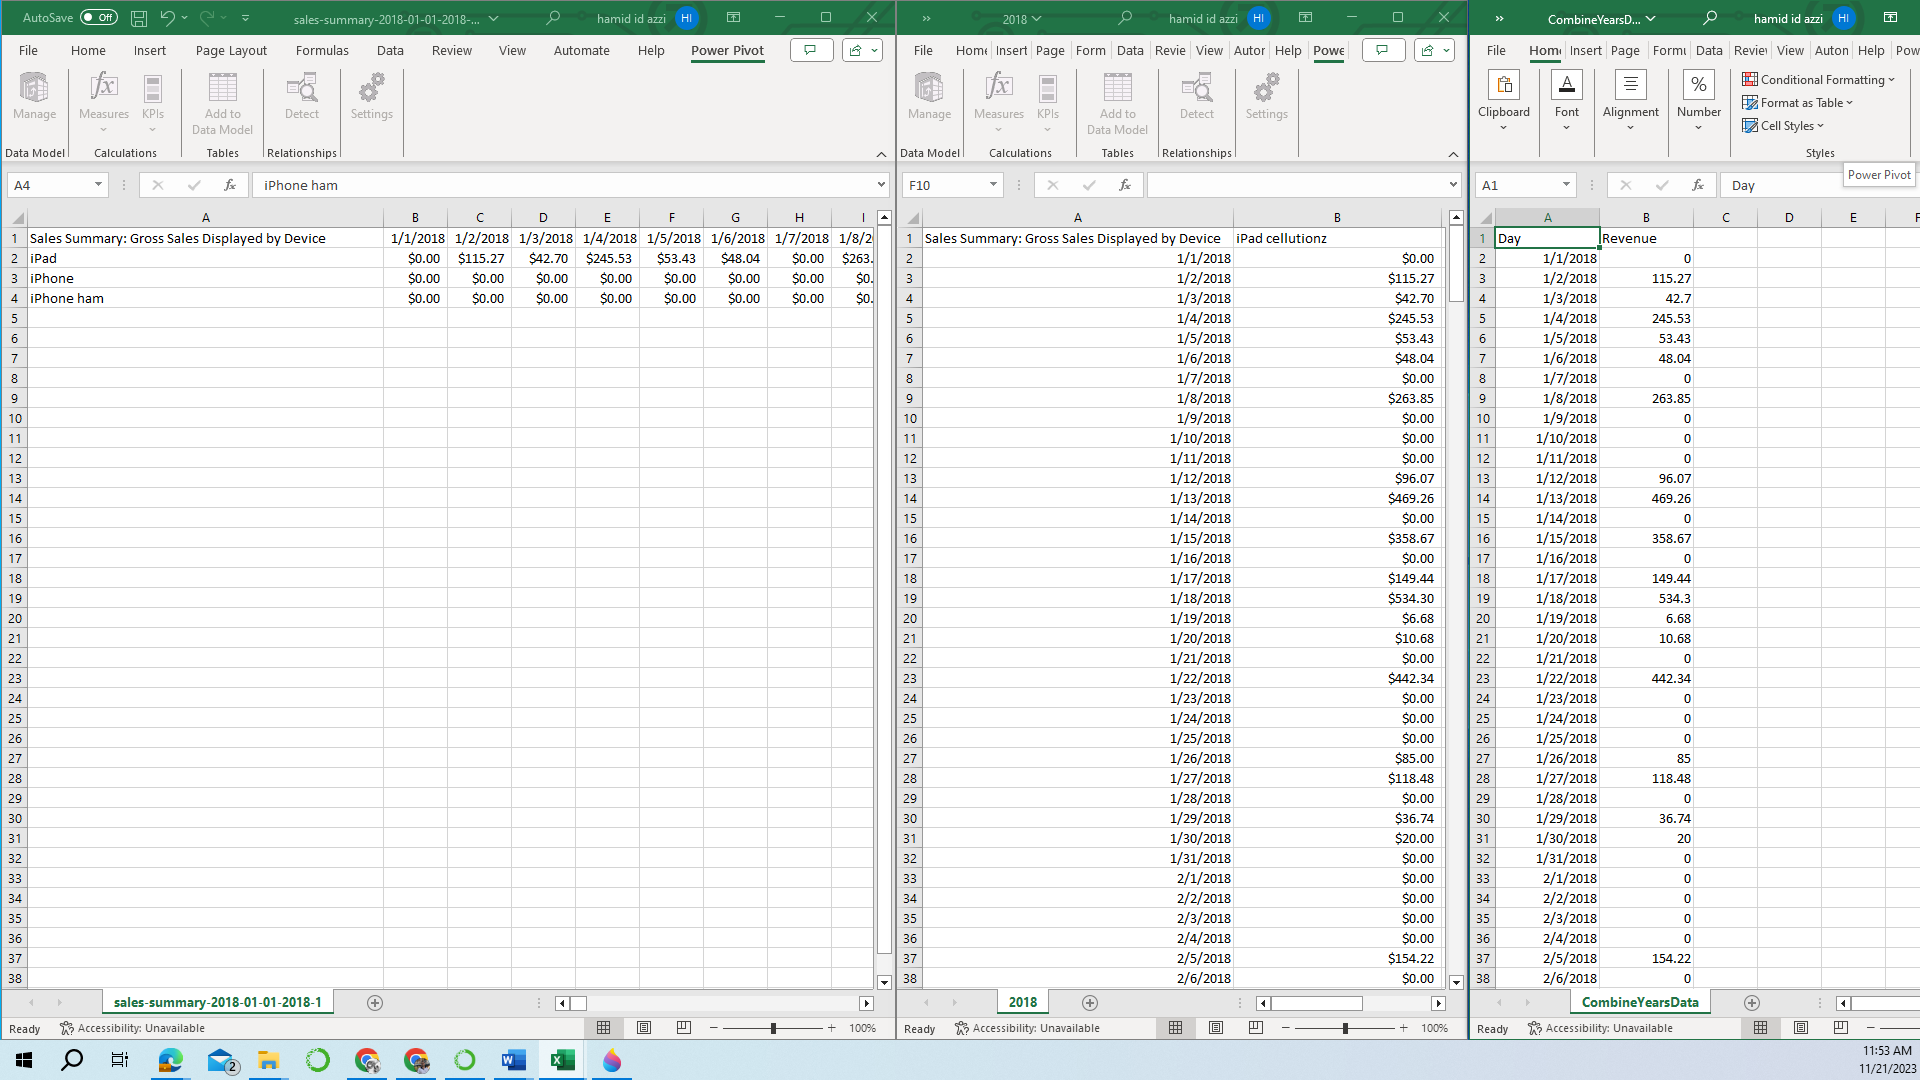 AutoSave Off sales-summary-2018-01-01-2018-... hamid id azzi HI
File Home Insert Page Layout Formulas Data Review View Automate Help Power Pivot
Manage Measures KPIs Add to Data Model Detect Settings
Data Model Calculations Tables Relationships
A4 fx iPhone ham
A B C D E F G H I
1 Sales Summary: Gross Sales Displayed by Device 1/1/2018 1/2/2018 1/3/2018 1/4/2018 1/5/2018 1/6/2018 1/7/2018 1/8/2
2 iPad $0.00 $115.27 $42.70 $245.53 $53.43 $48.04 $0.00 $263.
3 iPhone $0.00 $0.00 $0.00 $0.00 $0.00 $0.00 $0.00 $0.
4 iPhone ham $0.00 $0.00 $0.00 $0.00 $0.00 $0.00 $0.00 $0.
5
6
7
8
9
10
11
12
13
14
15
16
17
18
19
20
21
22
23
24
25
26
27
28
29
30
31
32
33
34
35
36
37
38
sales-summary-2018-01-01-2018-1
Ready Accessibility: Unavailable 100%
2018 hamid id azzi HI
File Home Insert Page Form Data Revie View Autor Help Powe
Manage Measures KPIs Add to Data Model Detect Settings
Data Model Calculations Tables Relationships
F10 fx
A B
1 Sales Summary: Gross Sales Displayed by Device iPad cellutionz
2 1/1/2018 $0.00
3 1/2/2018 $115.27
4 1/3/2018 $42.70
5 1/4/2018 $245.53
6 1/5/2018 $53.43
7 1/6/2018 $48.04
8 1/7/2018 $0.00
9 1/8/2018 $263.85
10 1/9/2018 $0.00
11 1/10/2018 $0.00
12 1/11/2018 $0.00
13 1/12/2018 $96.07
14 1/13/2018 $469.26
15 1/14/2018 $0.00
16 1/15/2018 $358.67
17 1/16/2018 $0.00
18 1/17/2018 $149.44
19 1/18/2018 $534.30
20 1/19/2018 $6.68
21 1/20/2018 $10.68
22 1/21/2018 $0.00
23 1/22/2018 $442.34
24 1/23/2018 $0.00
25 1/24/2018 $0.00
26 1/25/2018 $0.00
27 1/26/2018 $85.00
28 1/27/2018 $118.48
29 1/28/2018 $0.00
30 1/29/2018 $36.74
31 1/30/2018 $20.00
32 1/31/2018 $0.00
33 2/1/2018 $0.00
34 2/2/2018 $0.00
35 2/3/2018 $0.00
36 2/4/2018 $0.00
37 2/5/2018 $154.22
38 2/6/2018 $0.00
2018
Ready Accessibility: Unavailable 100%
CombineYearsD... hamid id azzi HI
File Home Insert Page Formu Data Review View Auton Help Pow
Clipboard Font Alignment Number Conditional Formatting
Format as Table
Cell Styles
Styles
Power Pivot
A1 fx Day
A B C D E F
1 Day Revenue
2 1/1/2018 0
3 1/2/2018 115.27
4 1/3/2018 42.7
5 1/4/2018 245.53
6 1/5/2018 53.43
7 1/6/2018 48.04
8 1/7/2018 0
9 1/8/2018 263.85
10 1/9/2018 0
11 1/10/2018 0
12 1/11/2018 0
13 1/12/2018 96.07
14 1/13/2018 469.26
15 1/14/2018 0
16 1/15/2018 358.67
17 1/16/2018 0
18 1/17/2018 149.44
19 1/18/2018 534.3
20 1/19/2018 6.68
21 1/20/2018 10.68
22 1/21/2018 0
23 1/22/2018 442.34
24 1/23/2018 0
25 1/24/2018 0
26 1/25/2018 0
27 1/26/2018 85
28 1/27/2018 118.48
29 1/28/2018 0
30 1/29/2018 36.74
31 1/30/2018 20
32 1/31/2018 0
33 2/1/2018 0
34 2/2/2018 0
35 2/3/2018 0
36 2/4/2018 0
37 2/5/2018 154.22
38 2/6/2018 0
CombineYearsData
Ready Accessibility: Unavailable
2
11:53 AM
11/21/2023